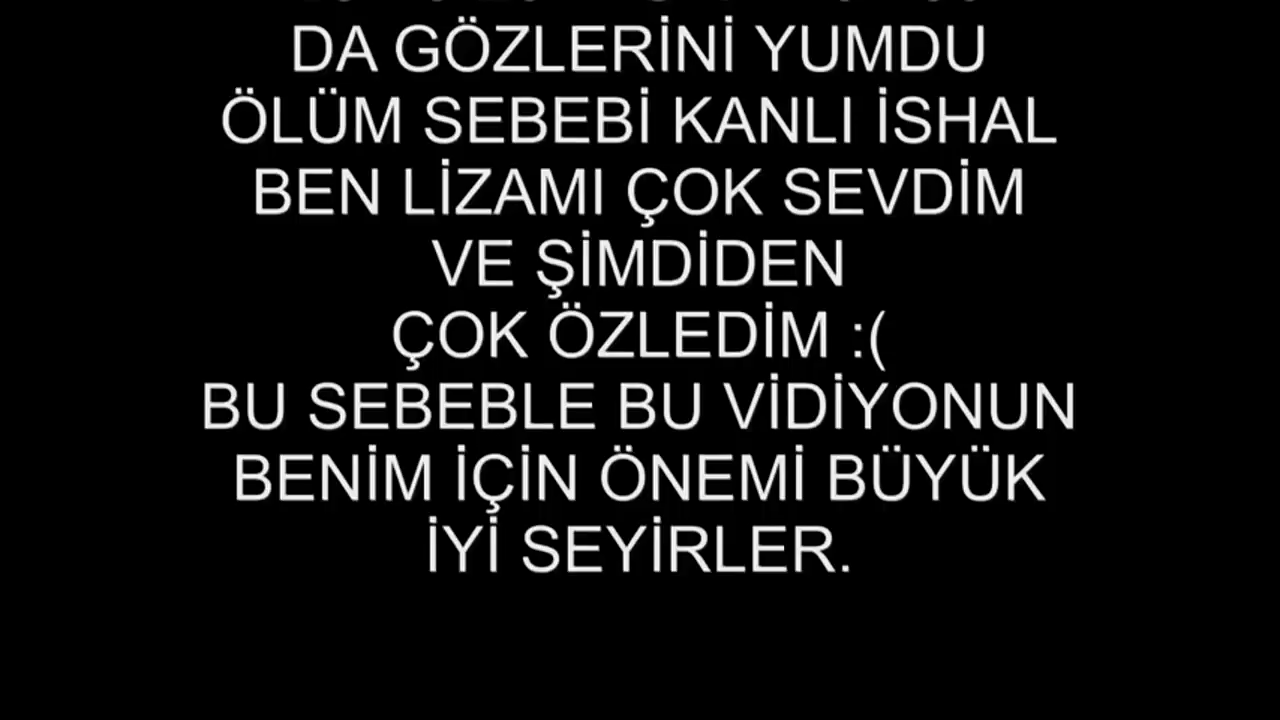 DA GÖZLERİNİ YUMDU
ÖLÜM SEBEBİ KANLI İSHAL
BEN LİZAMI ÇOK SEVDİM
VE ŞİMDİDEN
ÇOK ÖZLEDİM :(
BU SEBEBLE BU VİDİYONUN
BENİM İÇİN ÖNEMİ BÜYÜK
İYİ SEYİRLER.